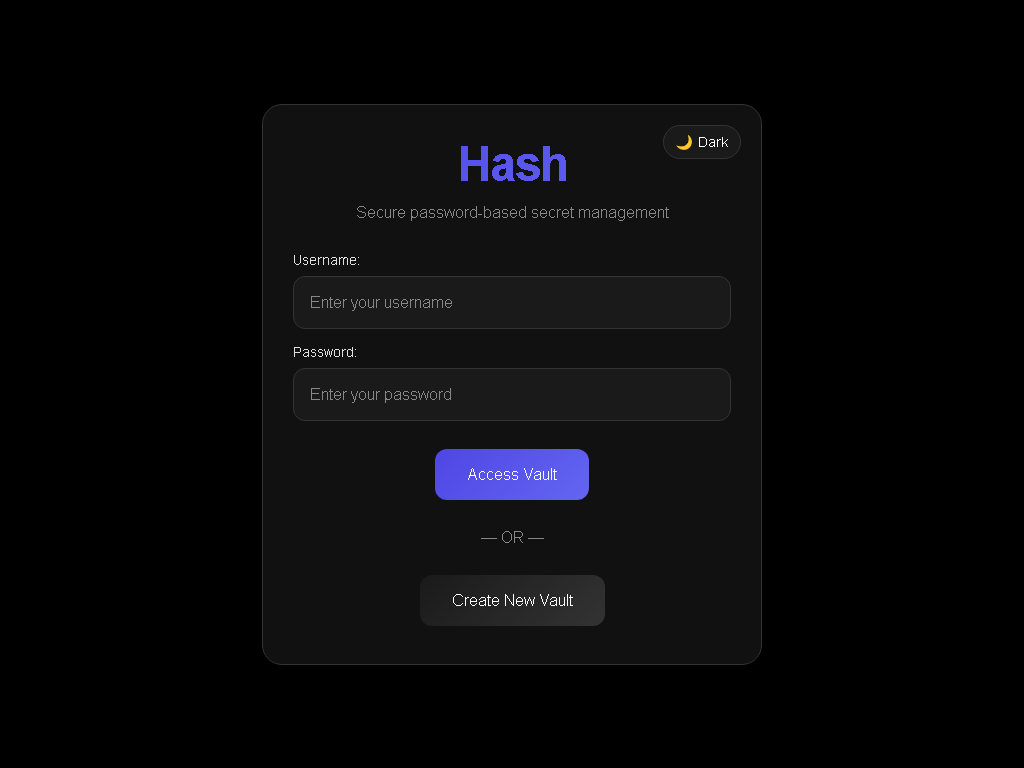 Hash
🌙 Dark
Secure password-based secret management
Username:
Enter your username
Password:
Enter your password
Access Vault
— OR —
Create New Vault